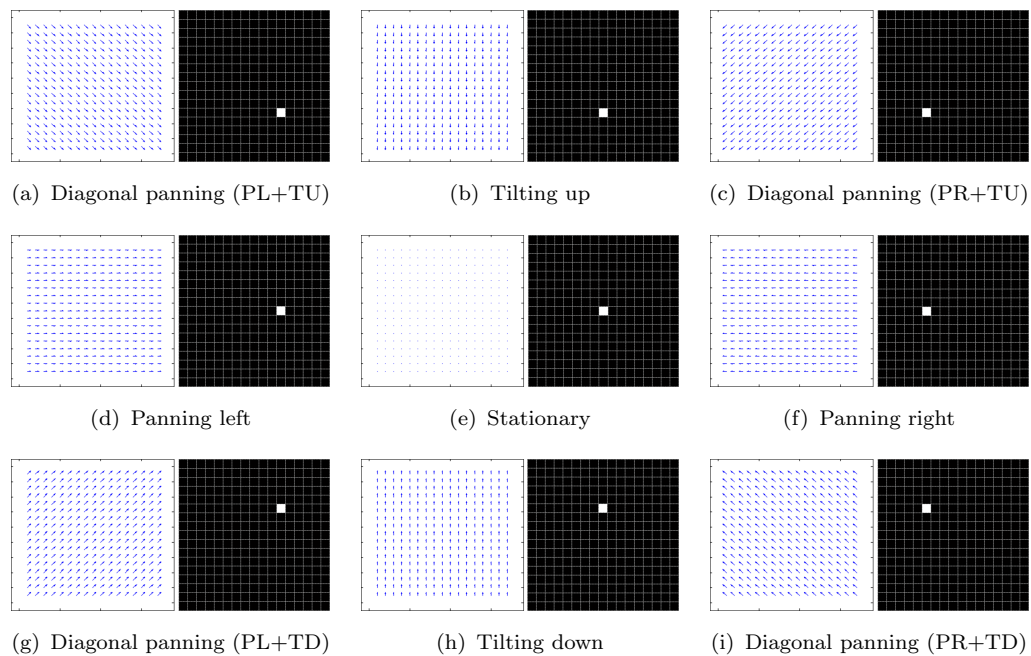 (a) Diagonal panning (PL+TU)
(b) Tilting up
(c) Diagonal panning (PR+TU)
(d) Panning left
(e) Stationary
(f) Panning right
(g) Diagonal panning (PL+TD)
(h) Tilting down
(i) Diagonal panning (PR+TD)